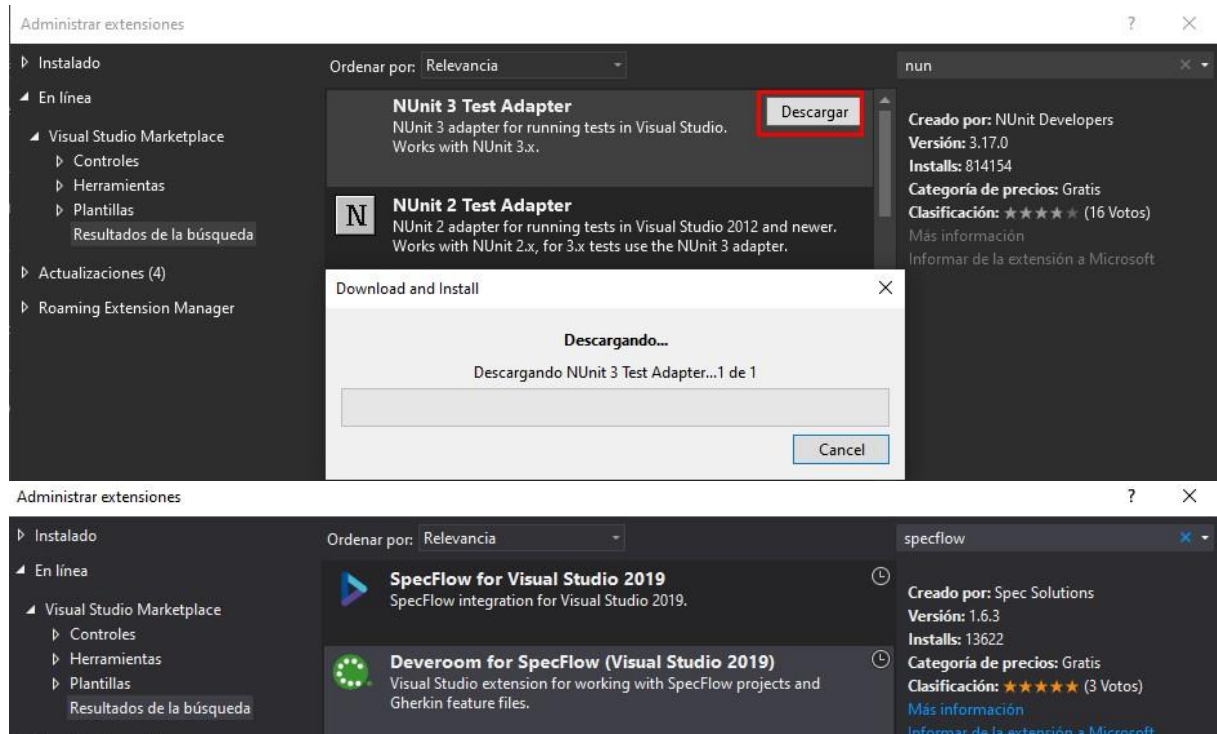 Administrar extensiones
Instalado
En línea
Visual Studio Marketplace
Controles
Herramientas
Plantillas
Resultados de la búsqueda
Actualizaciones (4)
Roaming Extension Manager
Ordenar por: Relevancia
NUnit 3 Test Adapter
NUnit 3 adapter for running tests in Visual Studio.
Works with NUnit 3.x.
Descargar
N
NUnit 2 Test Adapter
NUnit 2 adapter for running tests in Visual Studio 2012 and newer.
Works with NUnit 2.x, for 3.x tests use the NUnit 3 adapter.
nun
Creado por: NUnit Developers
Versión: 3.17.0
Installs: 814154
Categoría de precios: Gratis
Clasificación: ★★★★★ (16 Votos)
Más información
Informar de la extensión a Microsoft
Download and Install
Descargando...
Descargando NUnit 3 Test Adapter...1 de 1
Cancel
Administrar extensiones
Instalado
En línea
Visual Studio Marketplace
Controles
Herramientas
Plantillas
Resultados de la búsqueda
Ordenar por: Relevancia
SpecFlow for Visual Studio 2019
SpecFlow integration for Visual Studio 2019.
Deveroom for SpecFlow (Visual Studio 2019)
Visual Studio extension for working with SpecFlow projects and
Gherkin feature files.
specflow
Creado por: Spec Solutions
Versión: 1.6.3
Installs: 13622
Categoría de precios: Gratis
Clasificación: ★★★★★ (3 Votos)
Más información
Informar de la extensión a Microsoft